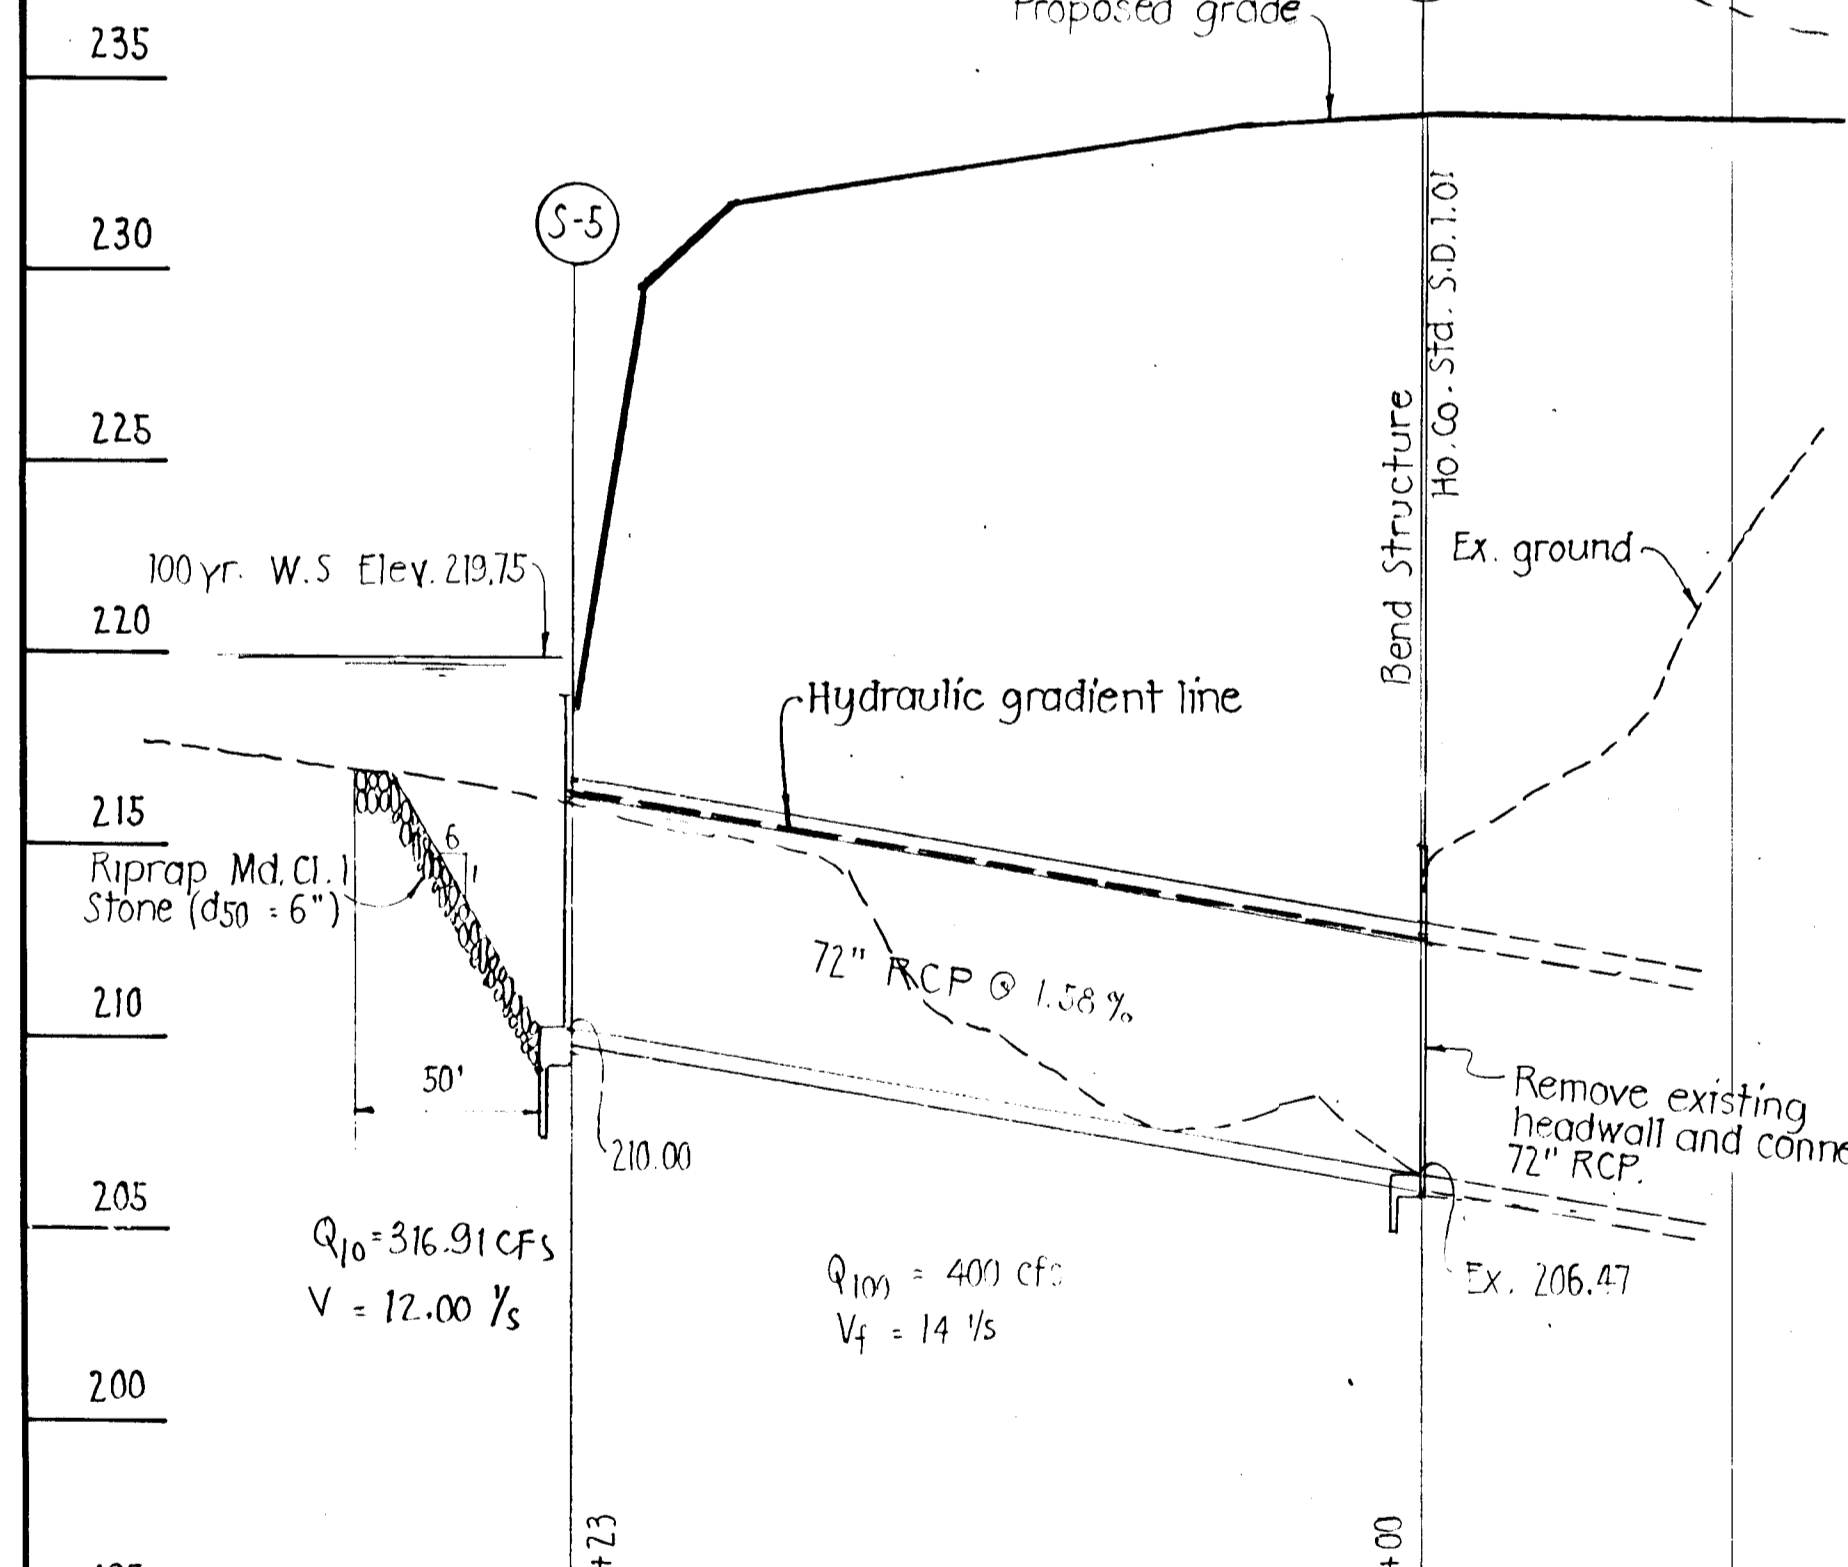 Proposed grade
235
S-5
230
225
100 yr. W.S Elev. 219.75
220
Bend Structure
Ho. Co. Std. S.D. 1.01
Ex. ground
Hydraulic gradient line
215
6
1
Riprap Md. Cl. 1
Stone (d50 = 6")
72" RCP @ 1.58 %
210
50'
210.00
Remove existing
headwall and
72" RCP.
205
Q10 = 316.91 CFS
V = 12.00 '/s
Q100 = 400 cfs
Vf = 14 '/s
Ex. 206.47
200
+23
+00